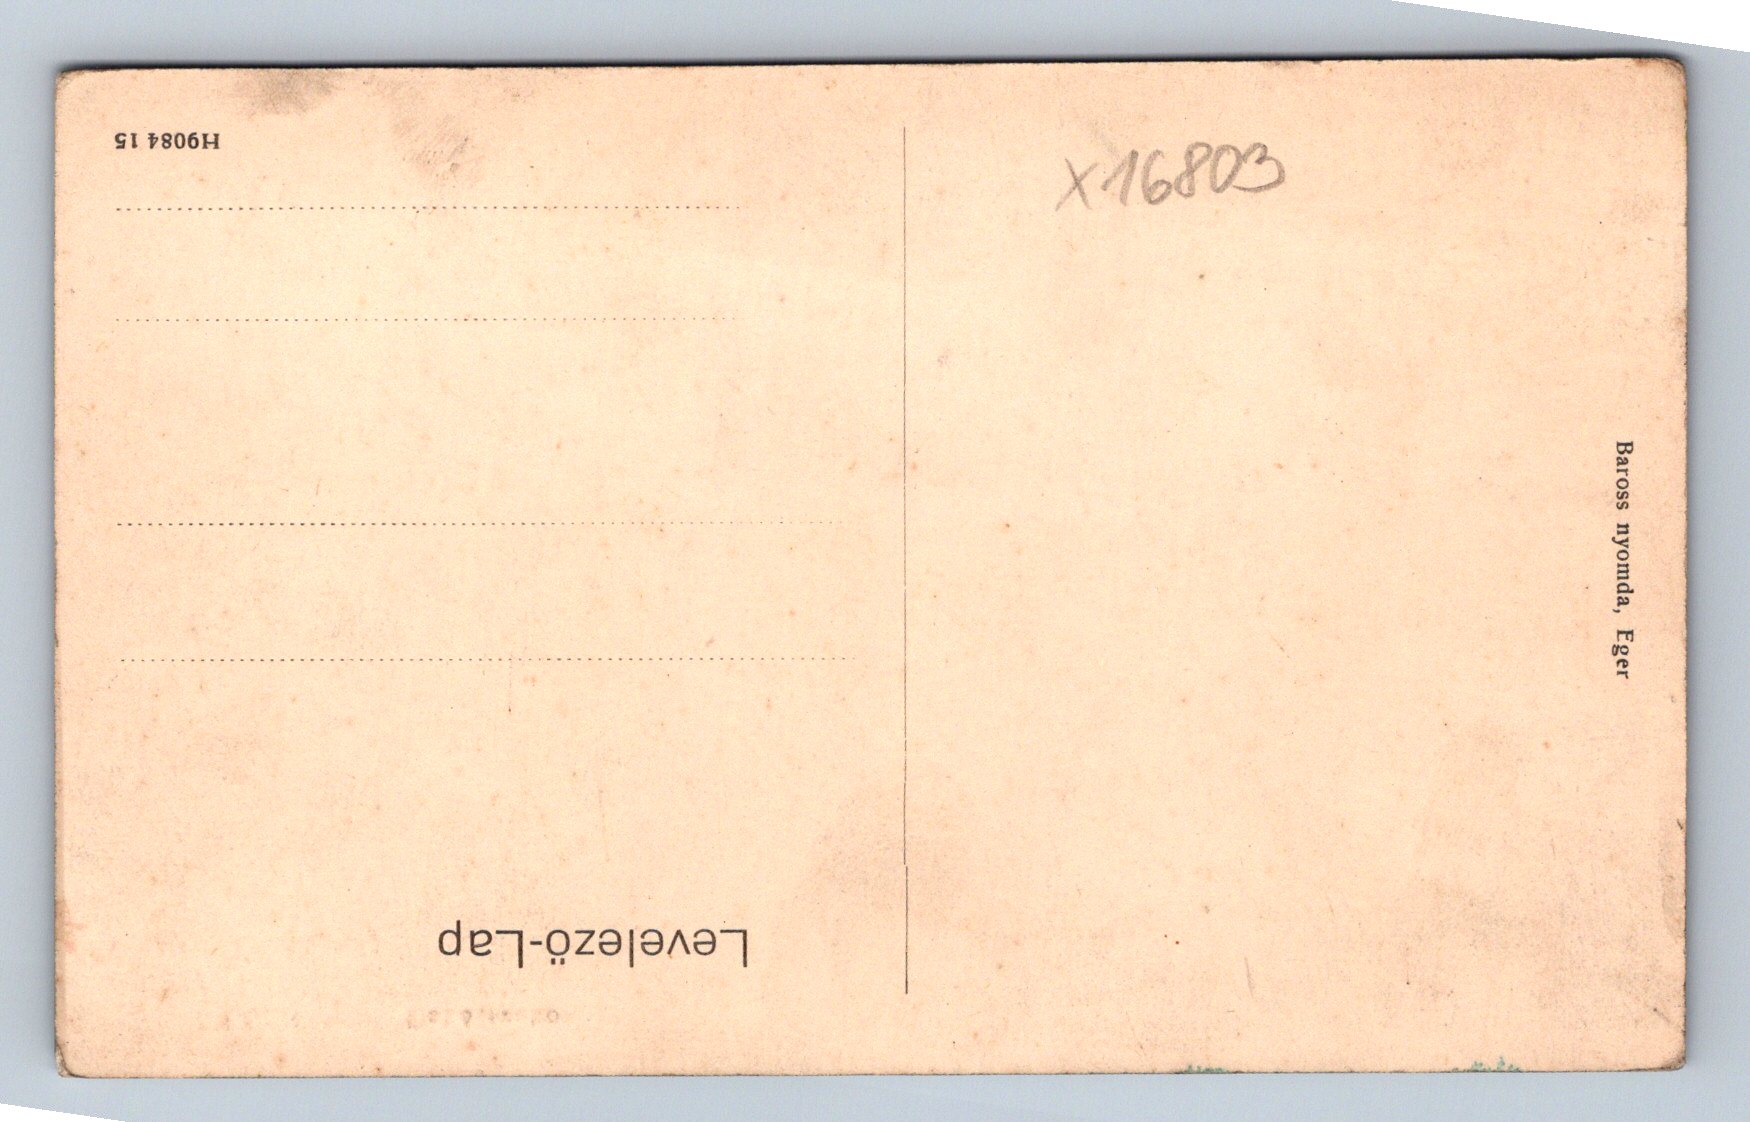 H9084 15
x 16803
Baross nyomda, Eger
Levelező-Lap